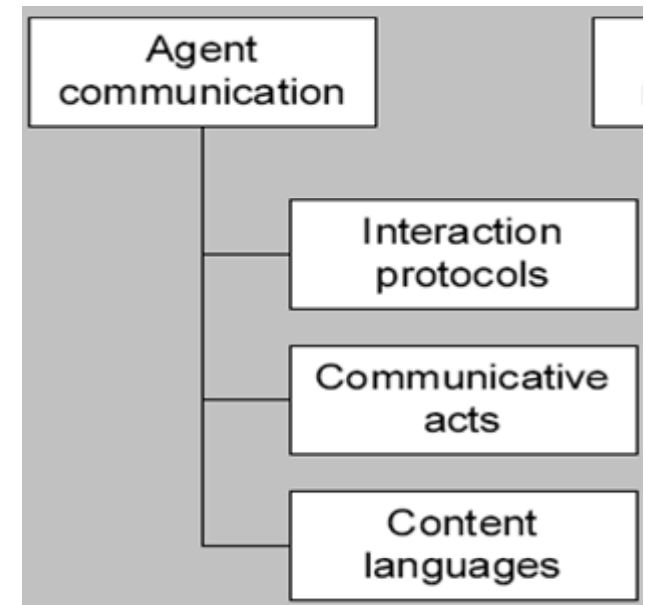 Agent
communication
Interaction
protocols
Communicative
acts
Content
languages